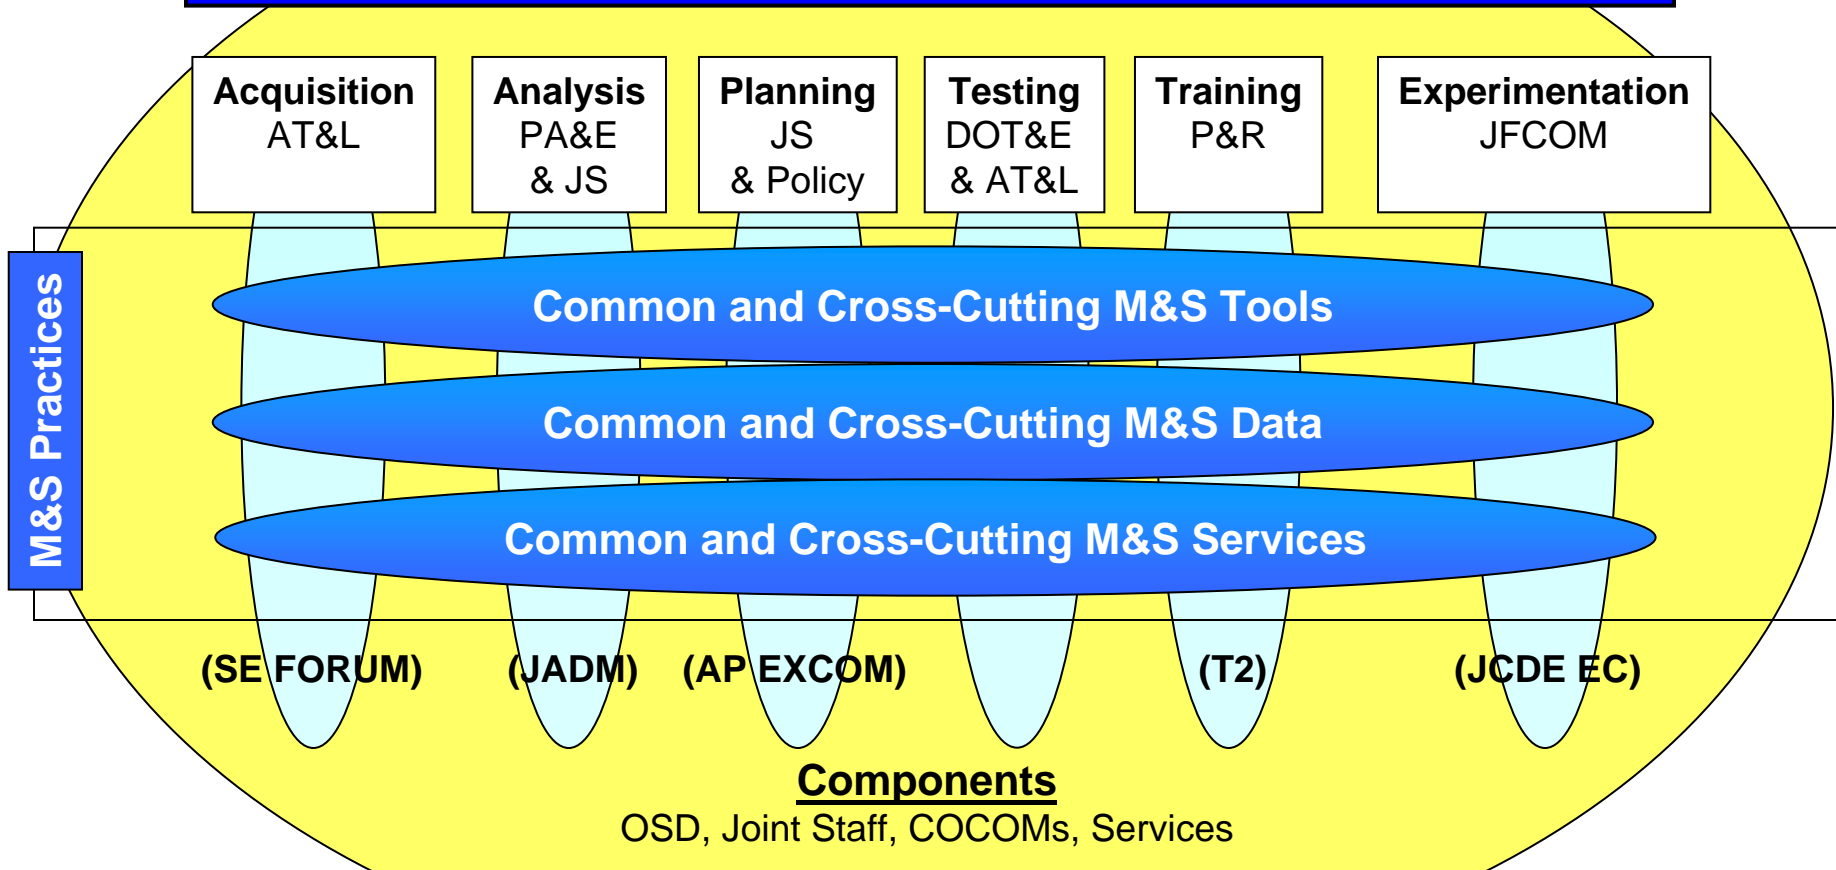 Acquisition
AT&L
Analysis
PA&E
& JS
Planning
JS
& Policy
Testing
DOT&E
& AT&L
Training
P&R
Experimentation
JFCOM
M&S Practices
Common and Cross-Cutting M&S Tools
Common and Cross-Cutting M&S Data
Common and Cross-Cutting M&S Services
(SE FORUM)
(JADM)
(AP EXCOM)
(T2)
(JCDE EC)
Components
OSD, Joint Staff, COCOMs, Services